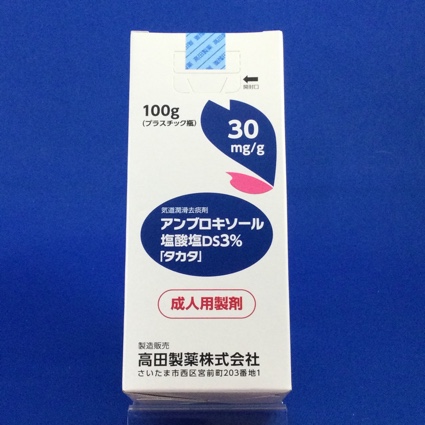 開封口
100g
(プラスチック瓶)
30
mg/g
気道潤滑去痰剤
アンブロキソール
塩酸塩DS3%
「タカタ」
成人用製剤
製造販売
高田製薬株式会社
さいたま市西区宮前町203番地1